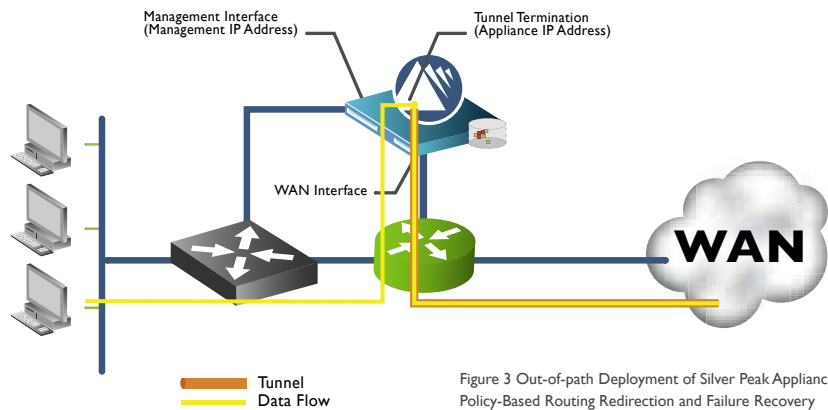 Management Interface
(Management IP Address)
Tunnel Termination
(Appliance IP Address)
WAN Interface
WAN
Tunnel
Data Flow
Figure 3 Out-of-path Deployment of Silver Peak Applianc
Policy-Based Routing Redirection and Failure Recovery